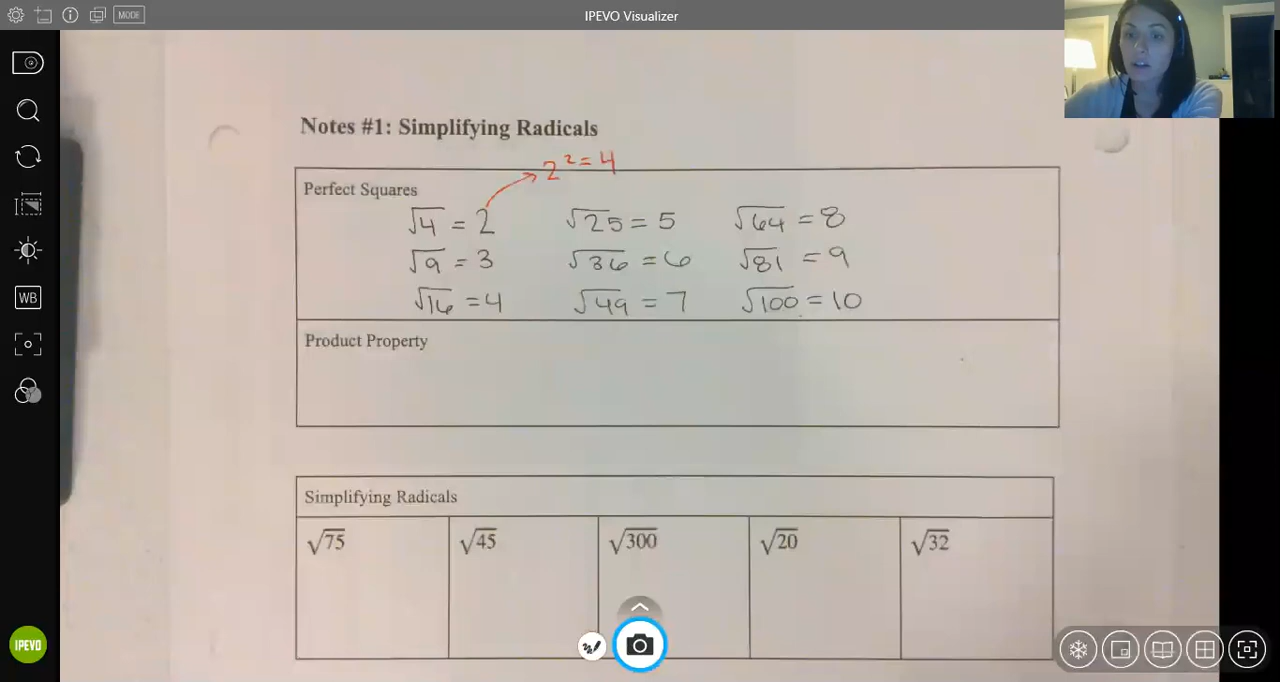 IPEVO Visualizer
MODE
WB
IPEVO
Notes #1: Simplifying Radicals
2² = 4
Perfect Squares
√4 = 2 √25 = 5 √64 = 8
√9 = 3 √36 = 6 √81 = 9
√16 = 4 √49 = 7 √100 = 10
Product Property
Simplifying Radicals
√75 √45 √300 √20 √32